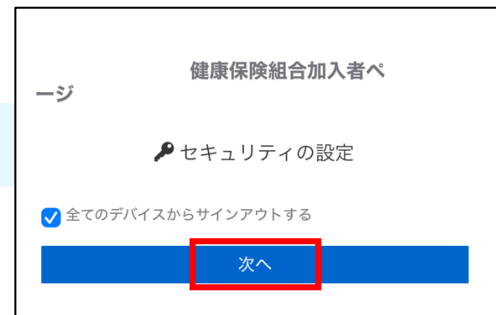 健康保険組合加入者ペ
ージ
セキュリティの設定
全てのデバイスからサインアウトする
次へ